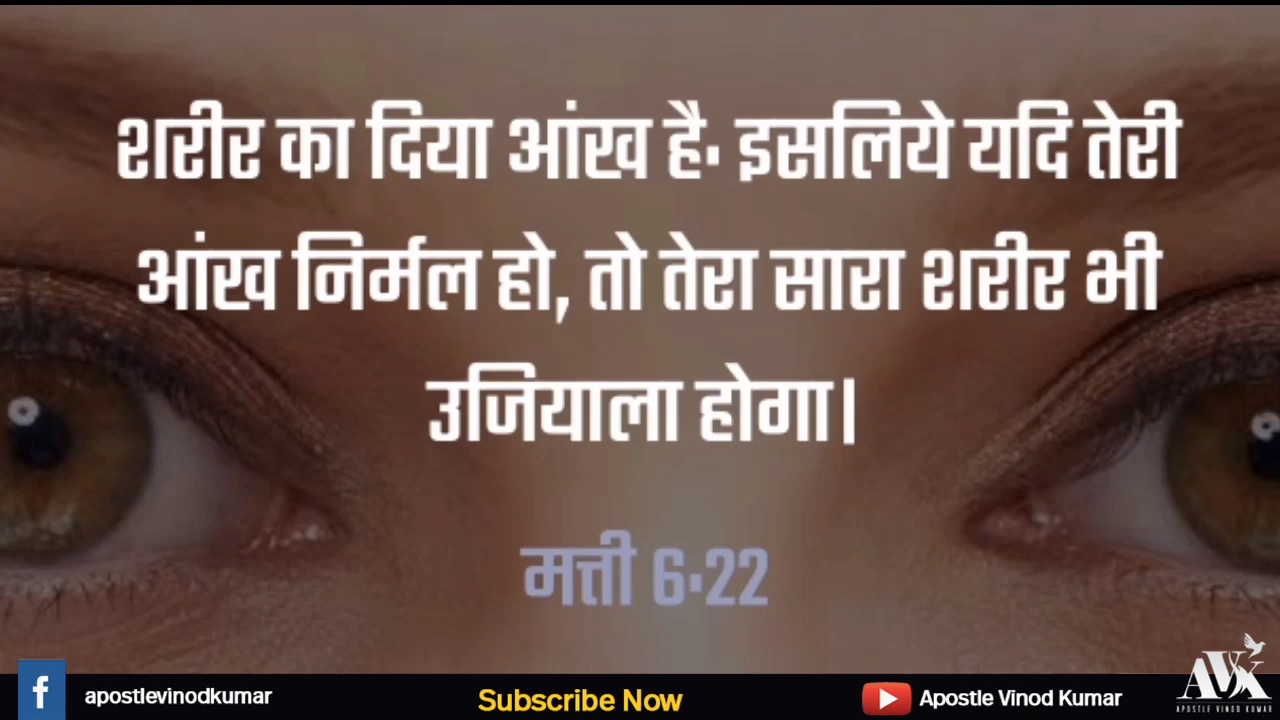 शरीर का दिया आंख है: इसलिये यदि तेरी
आंख निर्मल हो, तो तेरा सारा शरीर भी
उजियाला होगा।
मत्ती 6:22
f apostlevinodkumar
Subscribe Now
Apostle Vinod Kumar
AVK
APOSTLE VINOD KUMAR